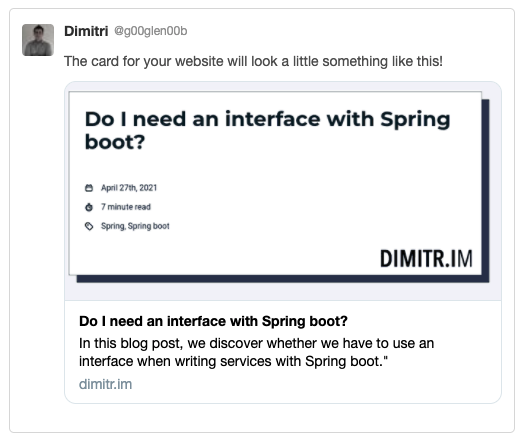 Dimitri @g00glen00b
The card for your website will look a little something like this!
Do I need an interface with Spring
boot?
April 27th, 2021
7 minute read
Spring, Spring boot
DIMITR.IM
Do I need an interface with Spring boot?
In this blog post, we discover whether we have to use an
interface when writing services with Spring boot."
dimitr.im